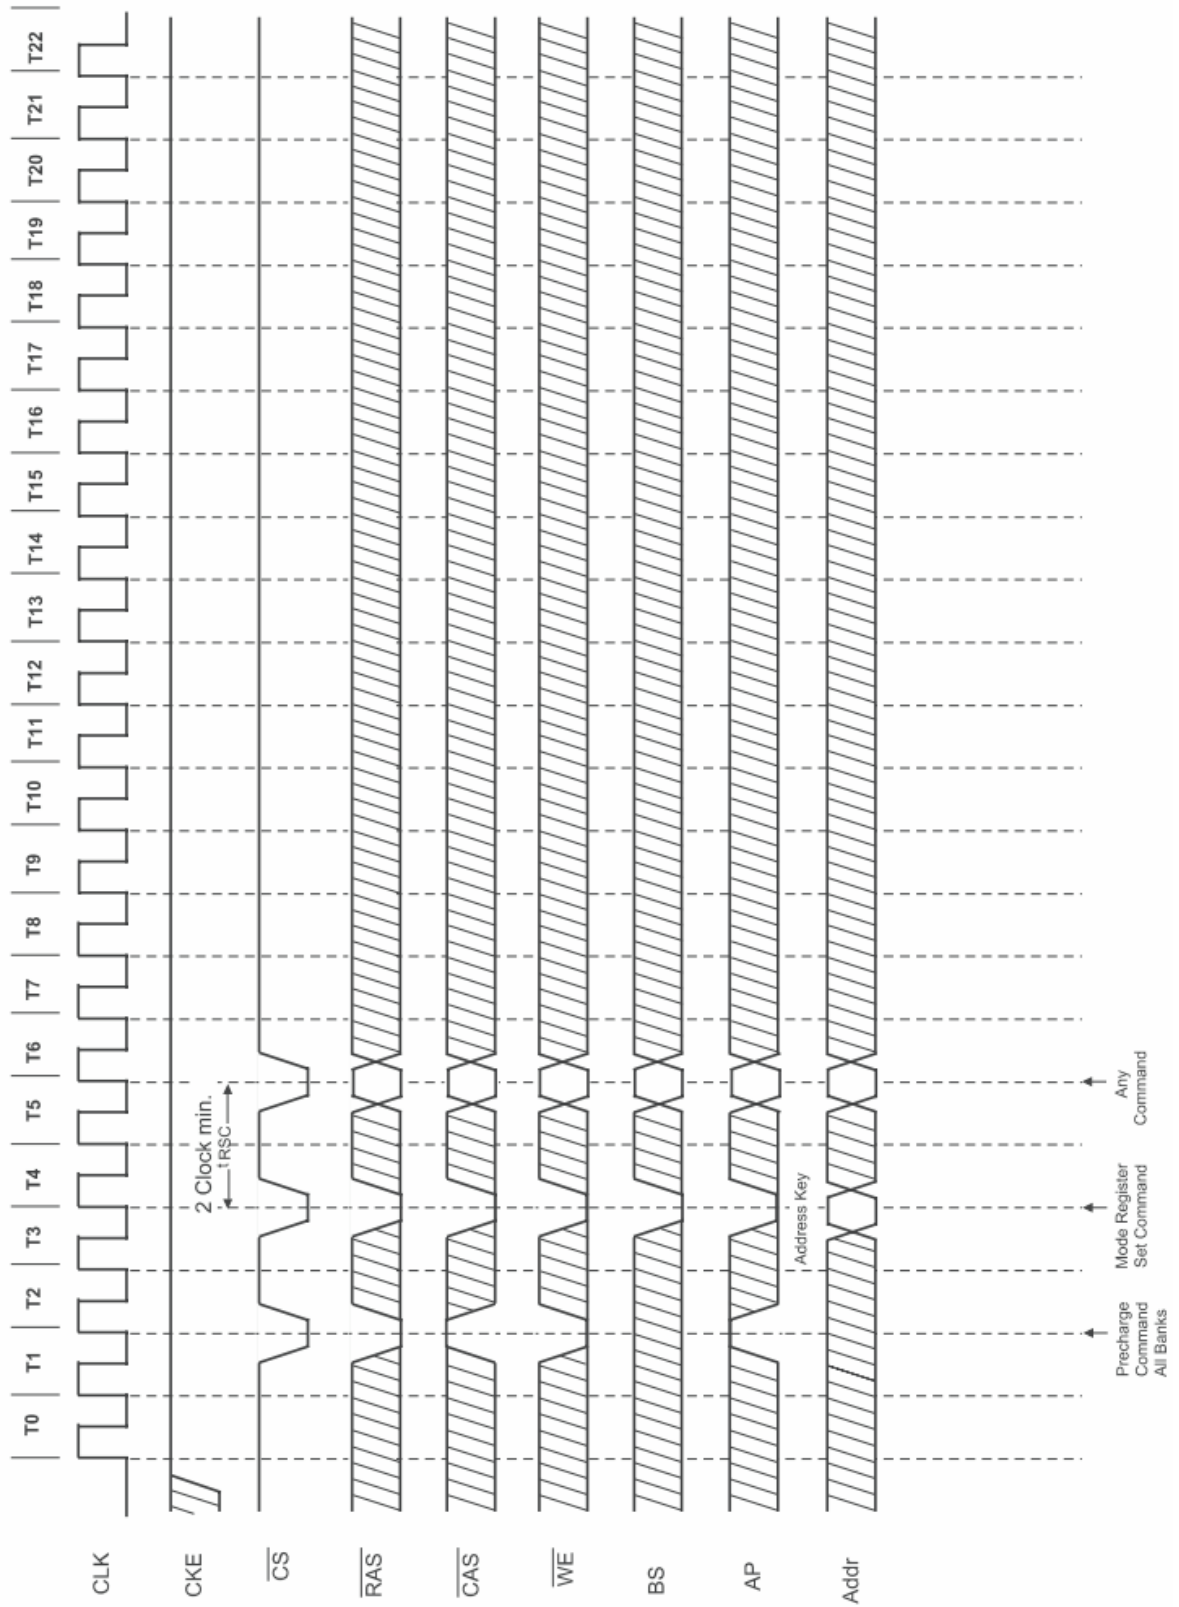 T0 T1 T2 T3 T4 T5 T6 T7 T8 T9 T10 T11 T12 T13 T14 T15 T16 T17 T18 T19 T20 T21 T22
CLK
CKE
2 Clock min.
tRSC
CS
RAS
CAS
WE
BS
AP
Address Key
Addr
Precharge
Command
All Banks
Mode Register
Set Command
Any
Command